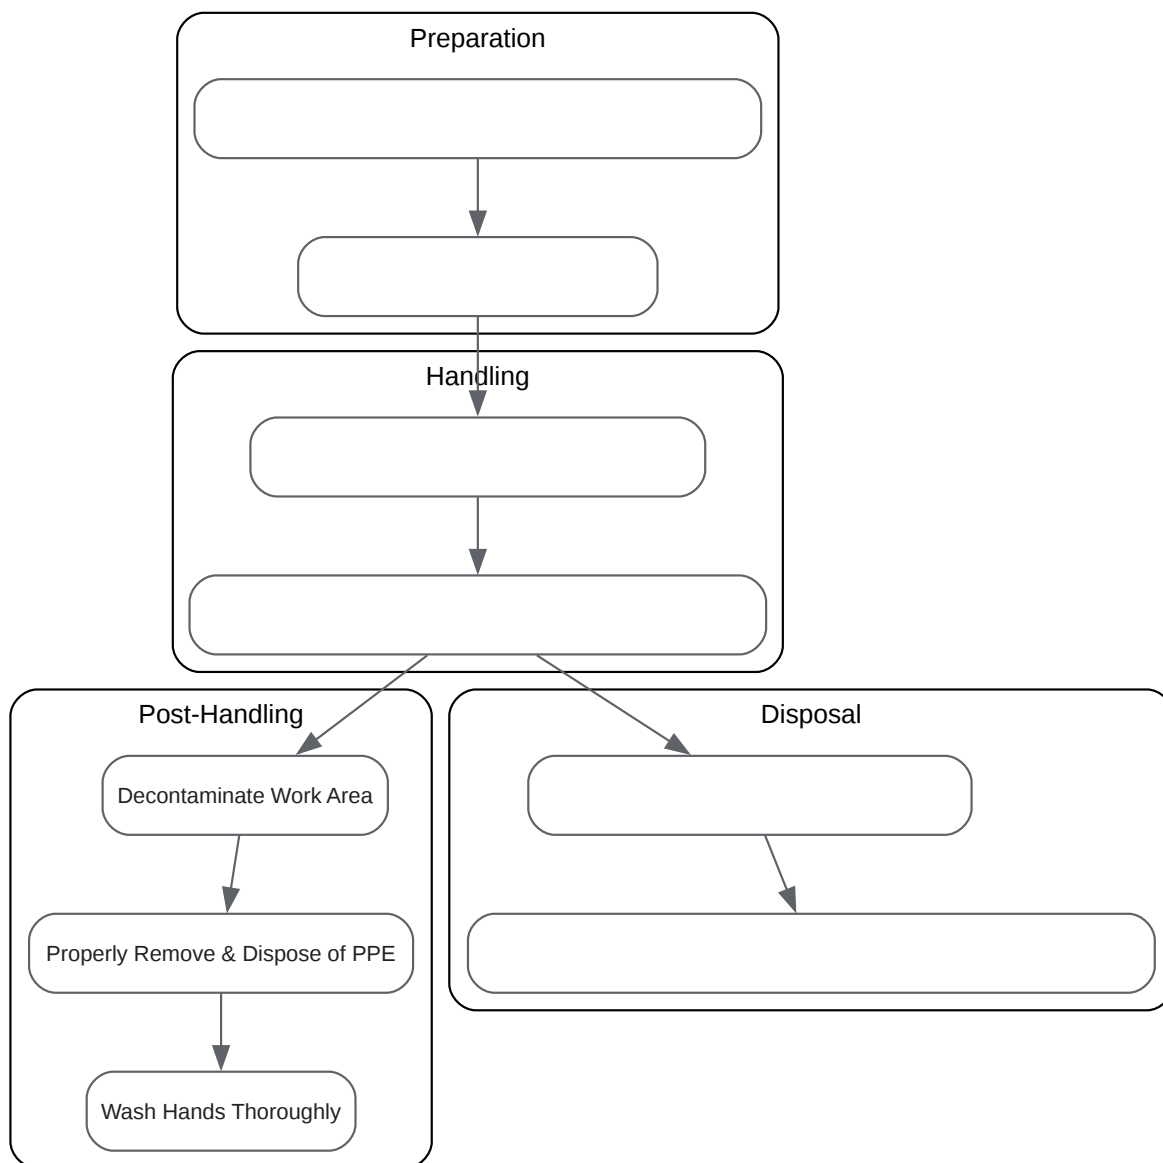 Preparation
Handling
Post-Handling
Disposal
Decontaminate Work Area
Properly Remove & Dispose of PPE
Wash Hands Thoroughly